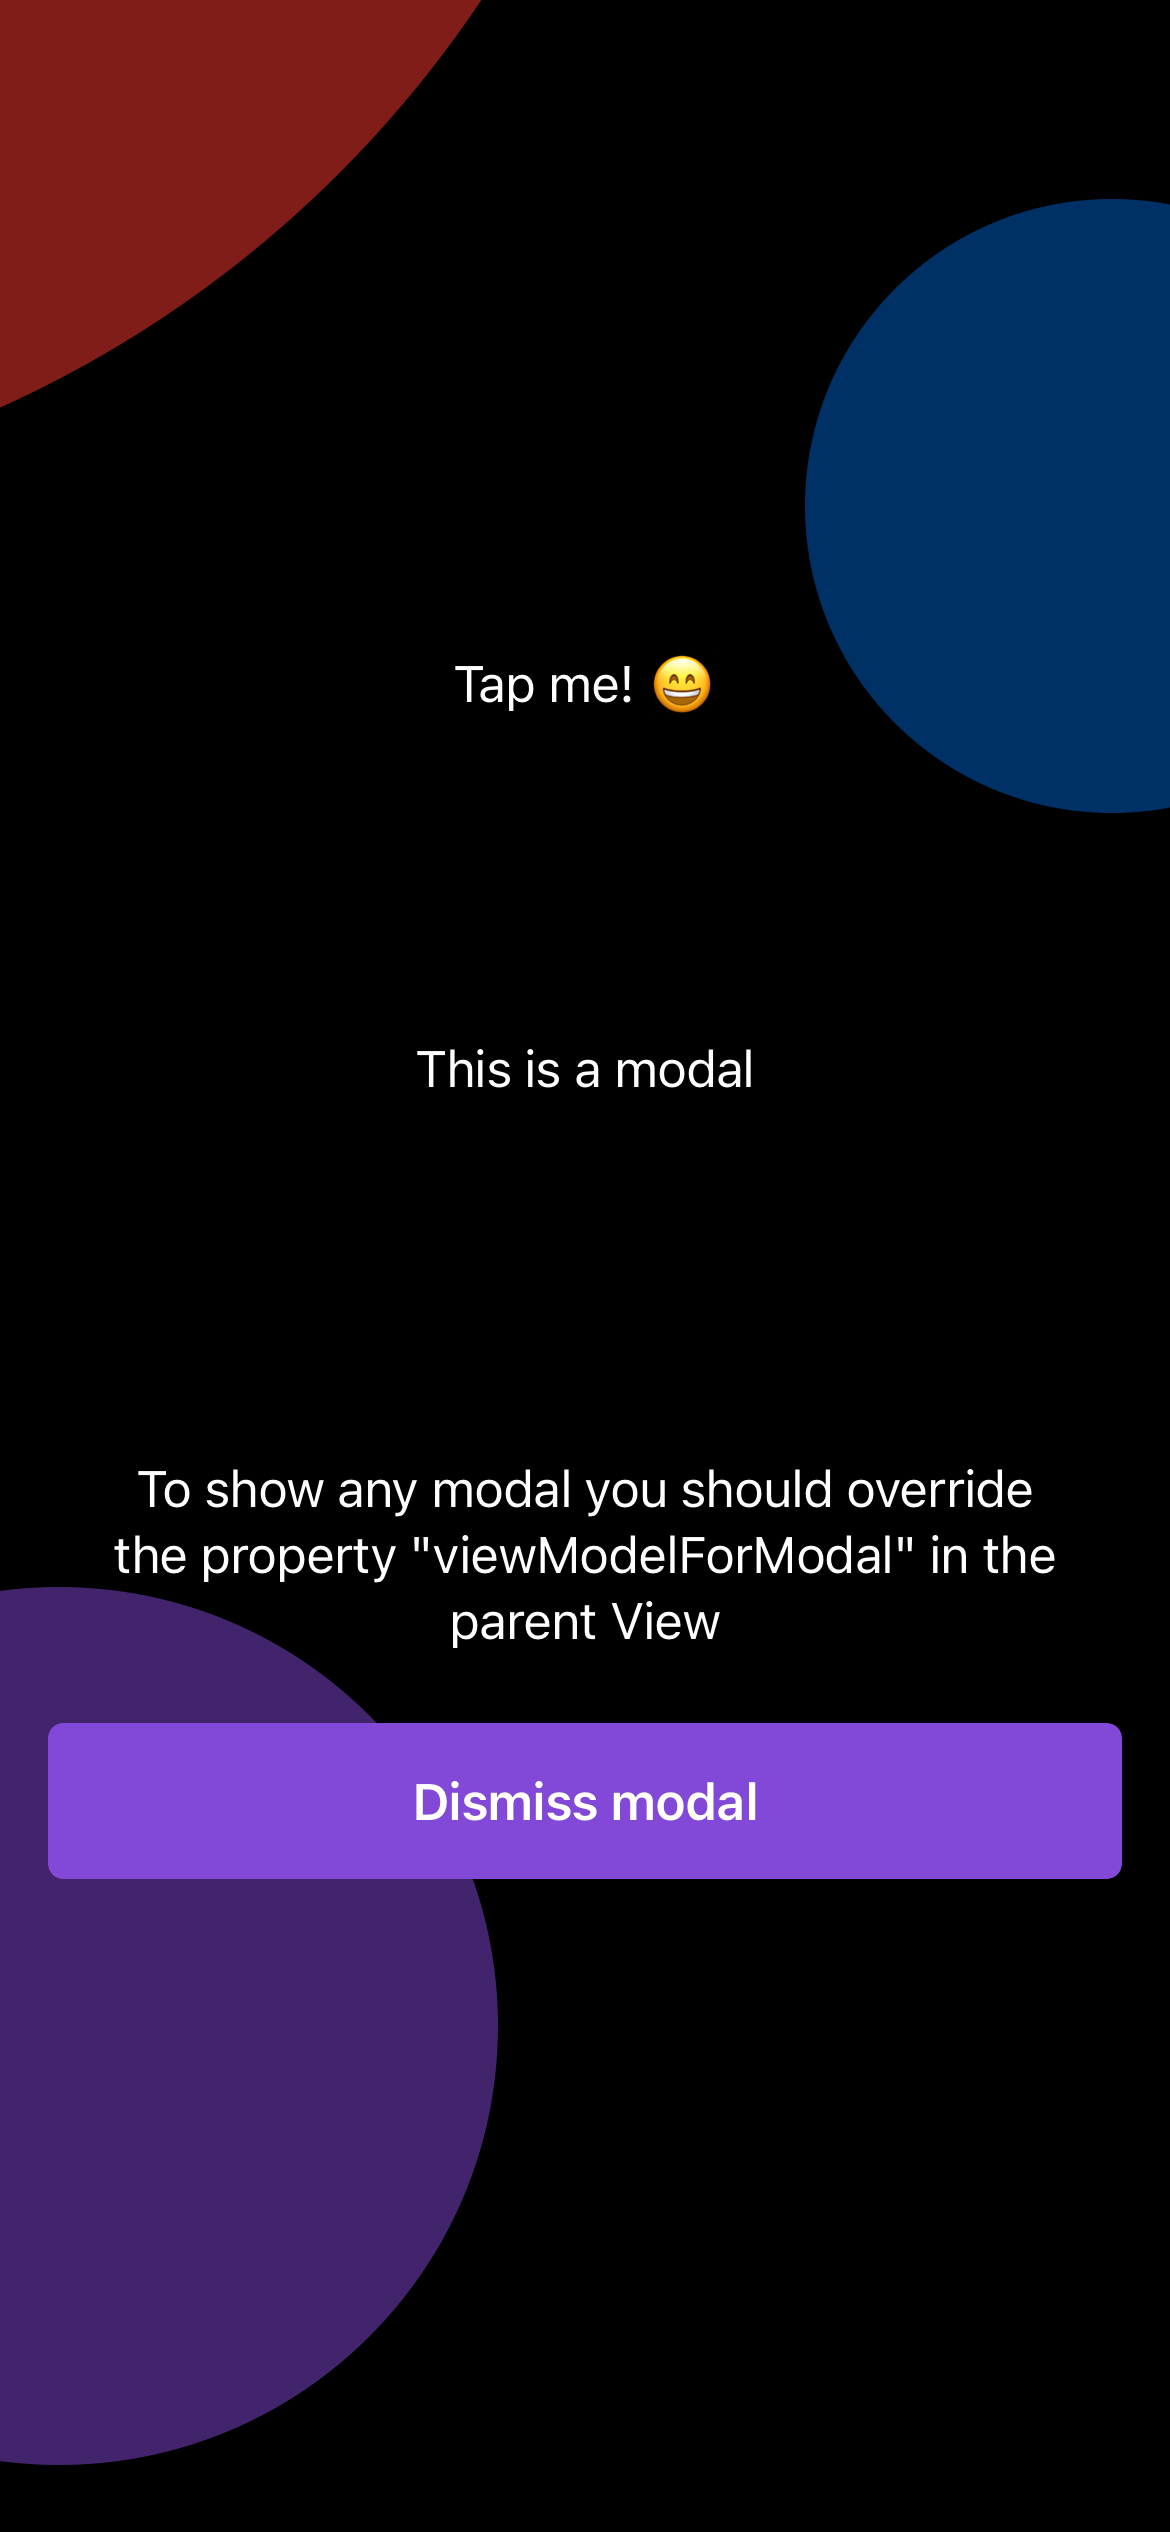 Tap me! 😄
This is a modal
To show any modal you should override
the property "viewModelForModal" in the
parent View
Dismiss modal